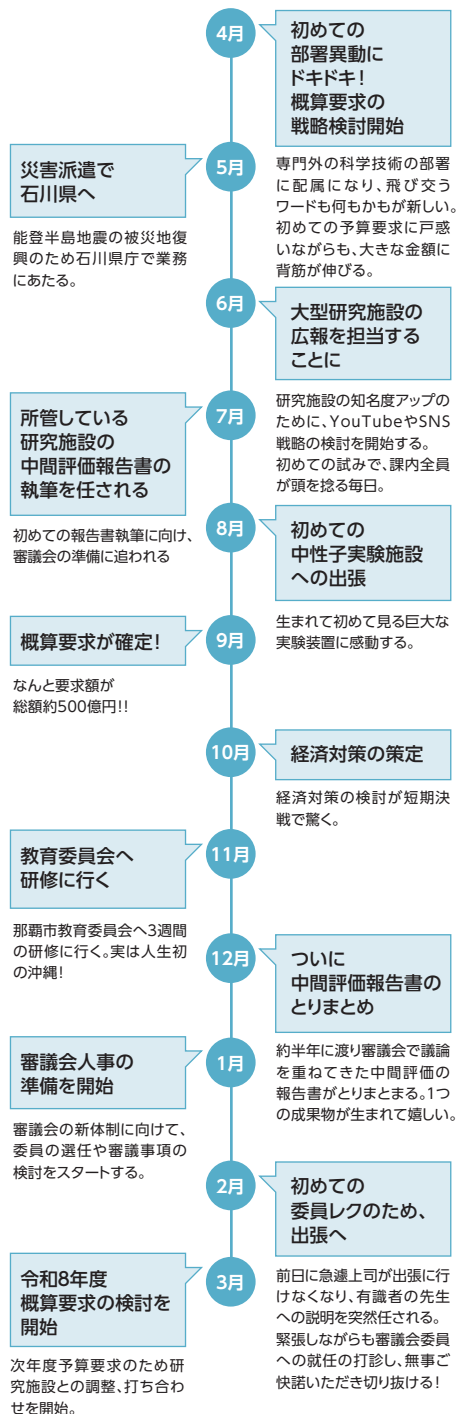 4月
初めての
部署異動に
ドキドキ!
概算要求の
戦略検討開始
専門外の科学技術の部署
に配属になり、飛び交う
ワードも何もかもが新しい。
初めての予算要求に戸惑
いながらも、大きな金額に
背筋が伸びる。
5月
災害派遣で
石川県へ
能登半島地震の被災地復
興のため石川県庁で業務
にあたる。
6月
大型研究施設の
広報を担当する
ことに
研究施設の知名度アップの
ために、YouTubeやSNS
戦略の検討を開始する。
初めての試みで、課内全員
が頭を捻る毎日。
7月
所管している
研究施設の
中間評価報告書の
執筆を任される
初めての報告書執筆に向け、
審議会の準備に追われる
8月
初めての
中性子実験施設
への出張
生まれて初めて見る巨大な
実験装置に感動する。
9月
概算要求が確定!
なんと要求額が
総額約500億円!!
10月
経済対策の策定
経済対策の検討が短期決
戦で驚く。
11月
教育委員会へ
研修に行く
那覇市教育委員会へ3週間
の研修に行く。実は人生初
の沖縄!
12月
ついに
中間評価報告書の
とりまとめ
約半年に渡り審議会で議論
を重ねてきた中間評価の
報告書がとりまとまる。1つ
の成果物が生まれて嬉しい。
1月
審議会人事の
準備を開始
審議会の新体制に向けて、
委員の選任や審議事項の
検討をスタートする。
2月
初めての
委員レクのため、
出張へ
前日に急遽上司が出張に行
けなくなり、有識者の先生
への説明を突然任される。
緊張しながらも審議会委員
への就任の打診し、無事ご
快諾いただき切り抜ける!
3月
令和8年度
概算要求の検討を
開始
次年度予算要求のため研
究施設との調整、打ち合わ
せを開始。